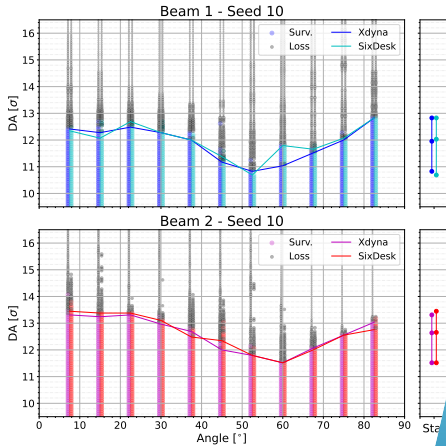 Beam 1 - Seed 10
DA [σ]
16
15
14
13
12
11
10
Surv.
Loss
Xdyna
SixDesk
Beam 2 - Seed 10
DA [σ]
16
15
14
13
12
11
10
Surv.
Loss
Xdyna
SixDesk
0 10 20 30 40 50 60 70 80 90
Angle [°]